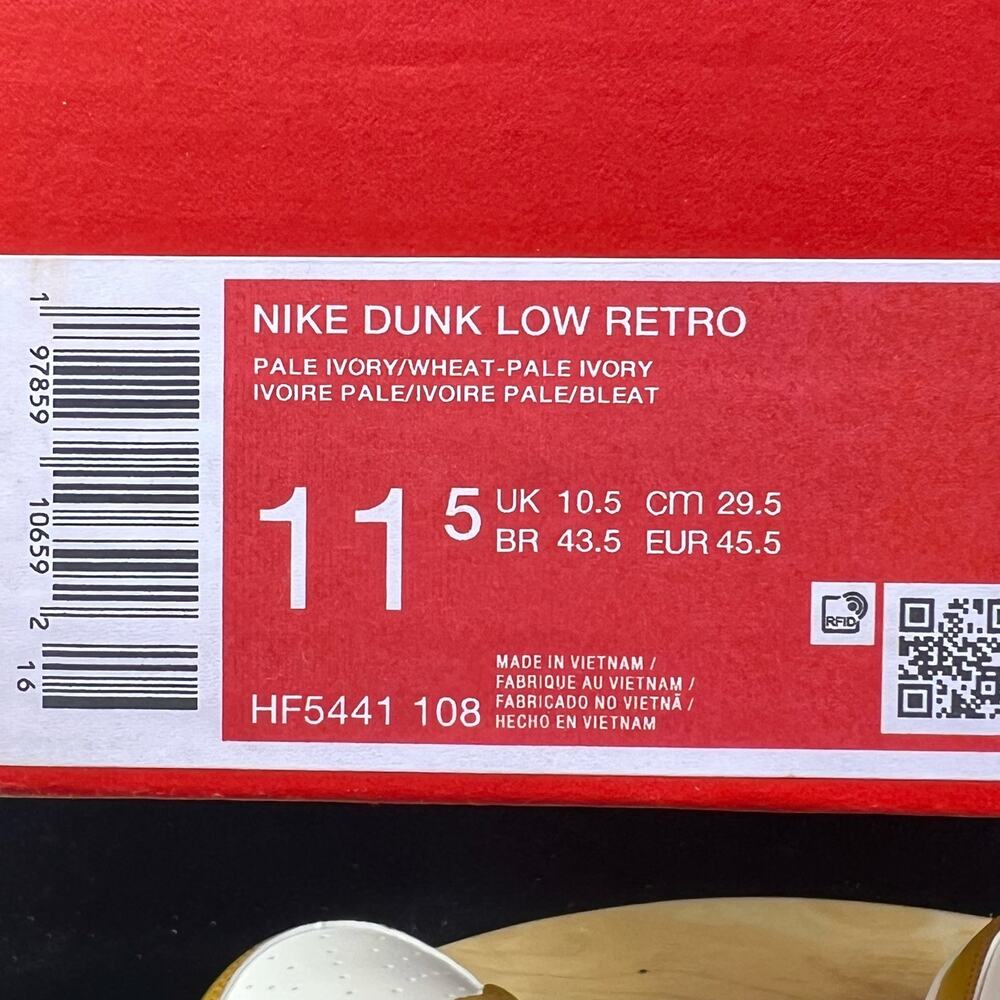 NIKE DUNK LOW RETRO
PALE IVORY/WHEAT-PALE IVORY
IVOIRE PALE/IVOIRE PALE/BLEAT
11 5
UK 10.5 cm 29.5
BR 43.5 EUR 45.5
RFID
MADE IN VIETNAM /
FABRIQUE AU VIETNAM /
FABRICADO NO VIETNÃ /
HECHO EN VIETNAM
HF5441 108
1 97859 10659 2 16